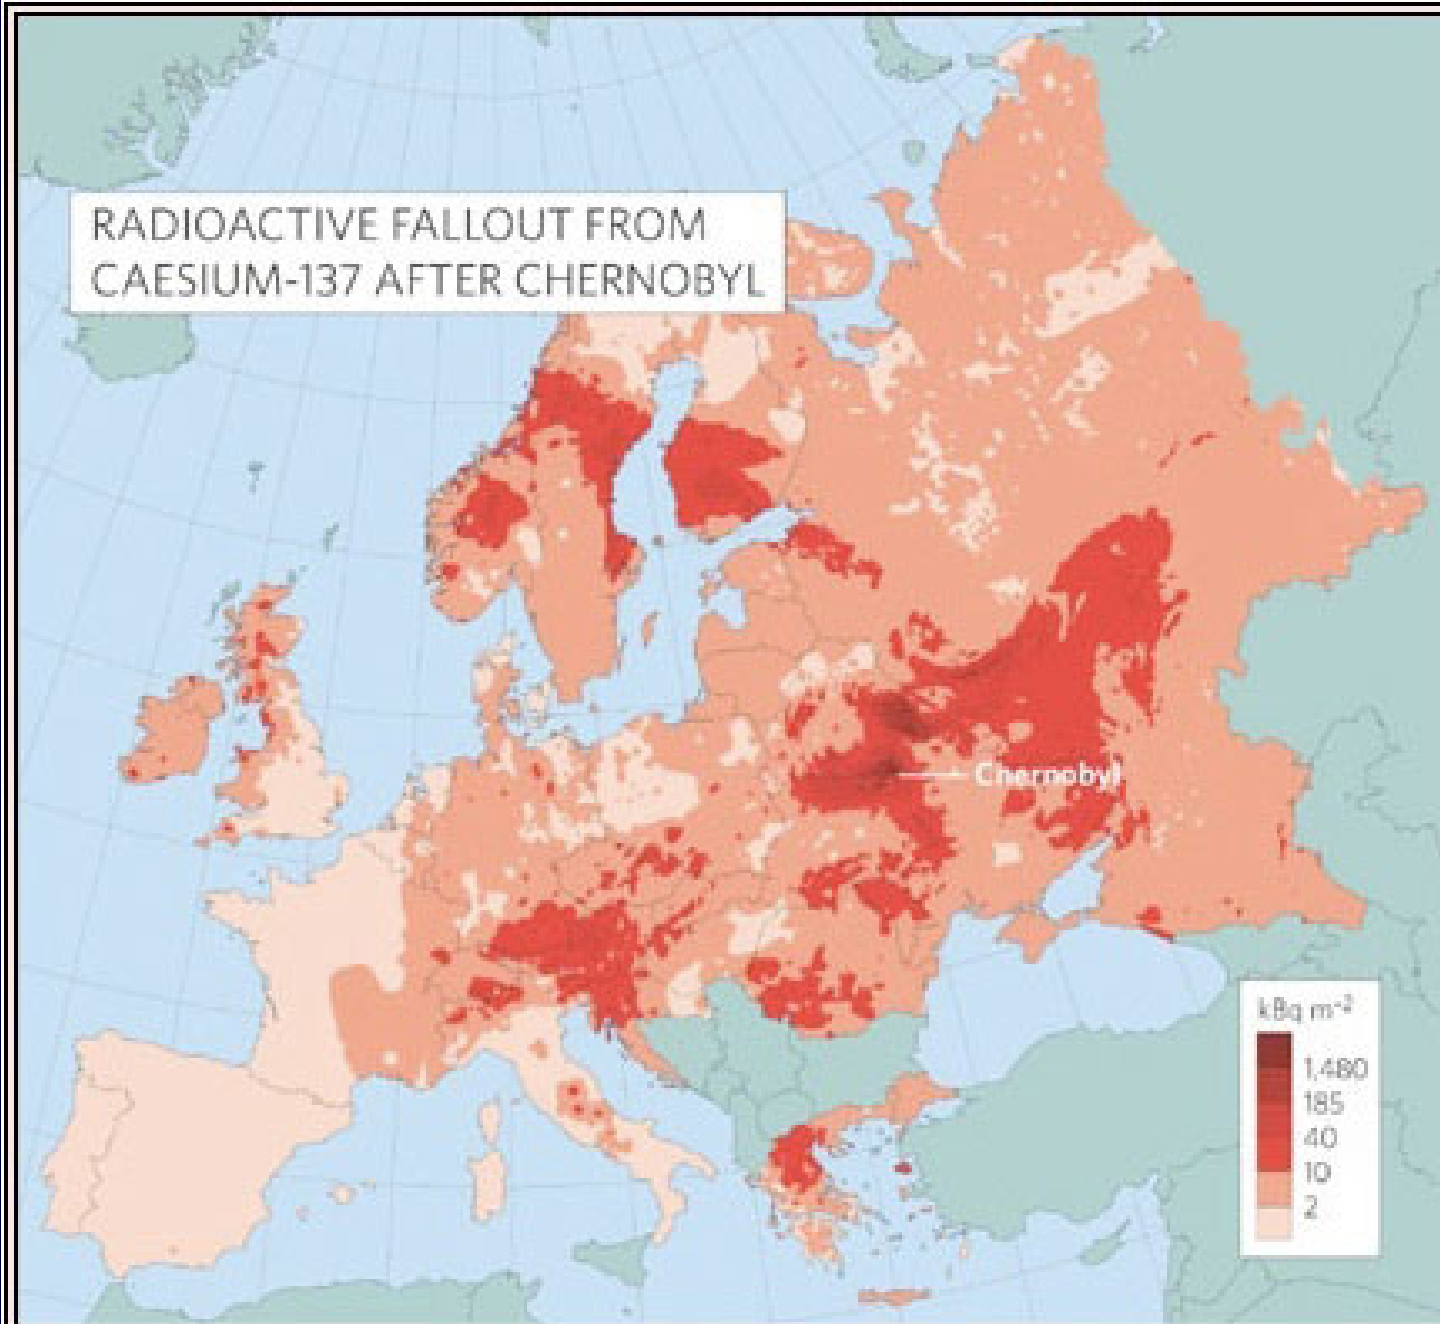 RADIOACTIVE FALLOUT FROM
CAESIUM-137 AFTER CHERNOBYL
Chernobyl
kBq m⁻²
1,480
185
40
10
2